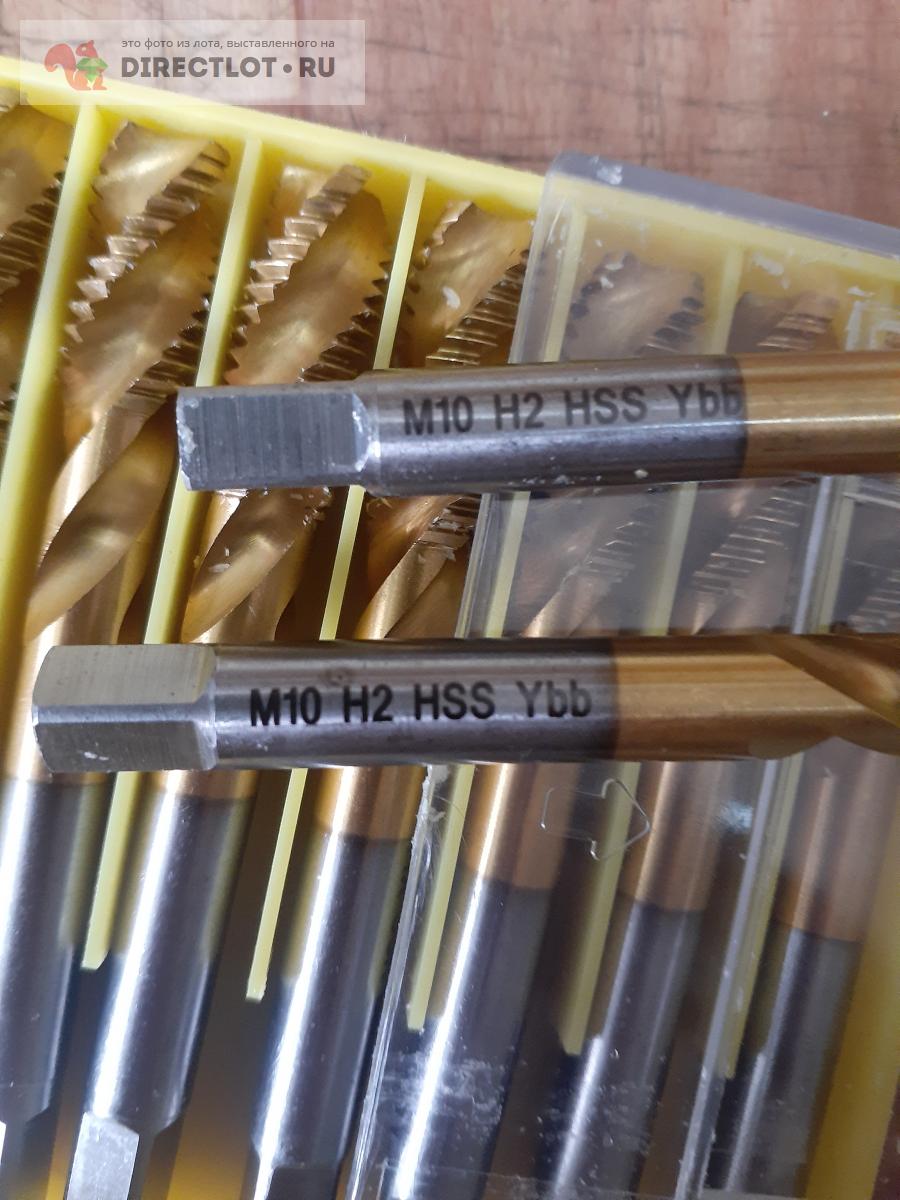 это фото из лота, выставленного на
DIRECTLOT•RU
M10 H2 HSS Ybb
M10 H2 HSS Ybb